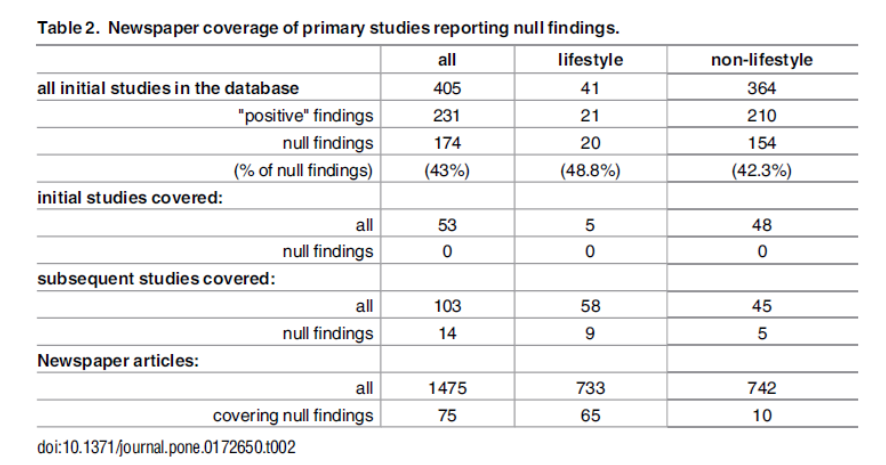 Table 2. Newspaper coverage of primary studies reporting null findings.
all lifestyle non-lifestyle
all initial studies in the database 405 41 364
"positive" findings 231 21 210
null findings 174 20 154
(% of null findings) (43%) (48.8%) (42.3%)
initial studies covered:
all 53 5 48
null findings 0 0 0
subsequent studies covered:
all 103 58 45
null findings 14 9 5
Newspaper articles:
all 1475 733 742
covering null findings 75 65 10
doi:10.1371/journal.pone.0172650.t002